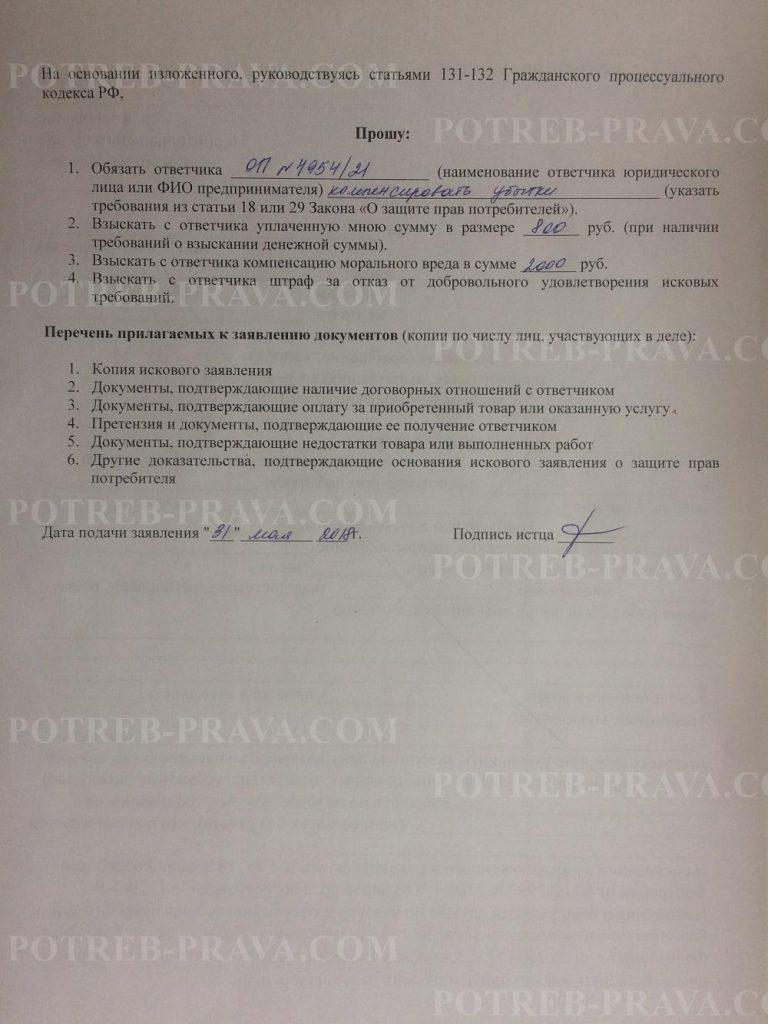 На основании изложенного, руководствуясь статьями 131-132 Гражданского процессуального
кодекса РФ,
Прошу:
1. Обязать ответчика ОП №4954/21 (наименование ответчика юридического
лица или ФИО предпринимателя) компенсировать убытки (указать
требования из статьи 18 или 29 Закона «О защите прав потребителей»).
2. Взыскать с ответчика уплаченную мною сумму в размере 800 руб. (при наличии
требований о взыскании денежной суммы).
3. Взыскать с ответчика компенсацию морального вреда в сумме 2000 руб.
4. Взыскать с ответчика штраф за отказ от добровольного удовлетворения исковых
требований.
Перечень прилагаемых к заявлению документов (копии по числу лиц, участвующих в деле):
1. Копия искового заявления
2. Документы, подтверждающие наличие договорных отношений с ответчиком
3. Документы, подтверждающие оплату за приобретенный товар или оказанную услугу
4. Претензия и документы, подтверждающие ее получение ответчиком
5. Документы, подтверждающие недостатки товара или выполненных работ
6. Другие доказательства, подтверждающие основания искового заявления о защите прав
потребителя
Дата подачи заявления "31" мая 2018г. Подпись истца
POTREB-PRAVA.COM
POTREB-PRAVA.CO
POTREB-PRAVA.COM
POTREB-PRAVA.CO
POTREB-PRAVA.COM
POTREB-PRAVA.CO
POTREB-PRAVA.COM
POTREB-PRAVA.CO
POTREB-PRAVA.COM
POTREB-PRAVA.CO